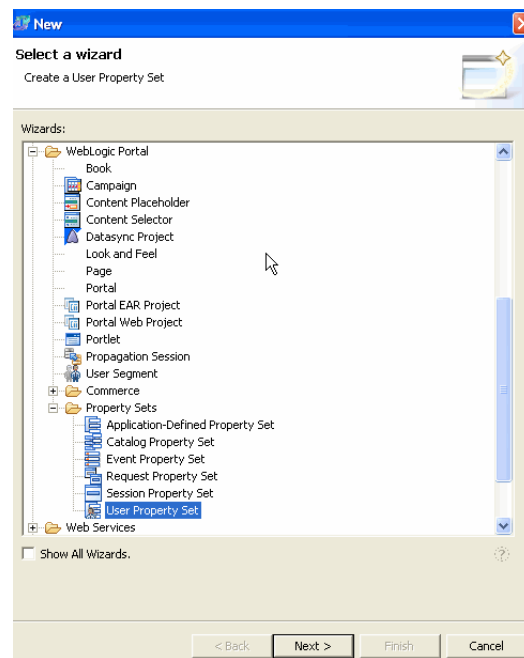 New
Select a wizard
Create a User Property Set
Wizards:
WebLogic Portal
Book
Campaign
Content Placeholder
Content Selector
Datasync Project
Look and Feel
Page
Portal
Portal EAR Project
Portal Web Project
Portlet
Propagation Session
User Segment
Commerce
Property Sets
Application-Defined Property Set
Catalog Property Set
Event Property Set
Request Property Set
Session Property Set
User Property Set
Web Services
Show All Wizards.
< Back Next > Finish Cancel